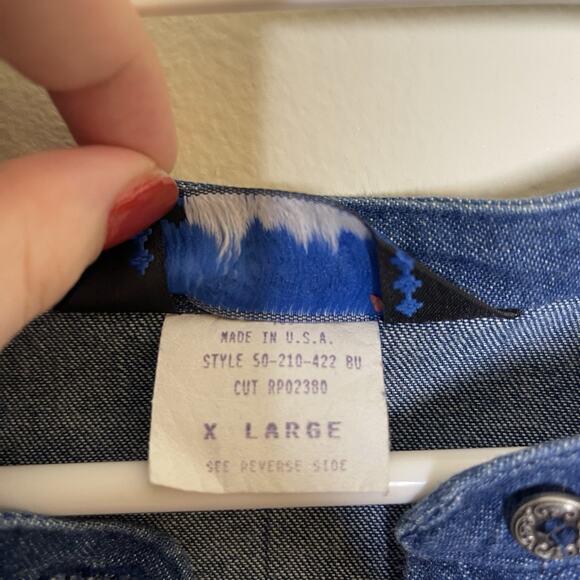 MADE IN U.S.A.
STYLE 50-210-422 BU
CUT RP02380
X LARGE
SEE REVERSE SIDE